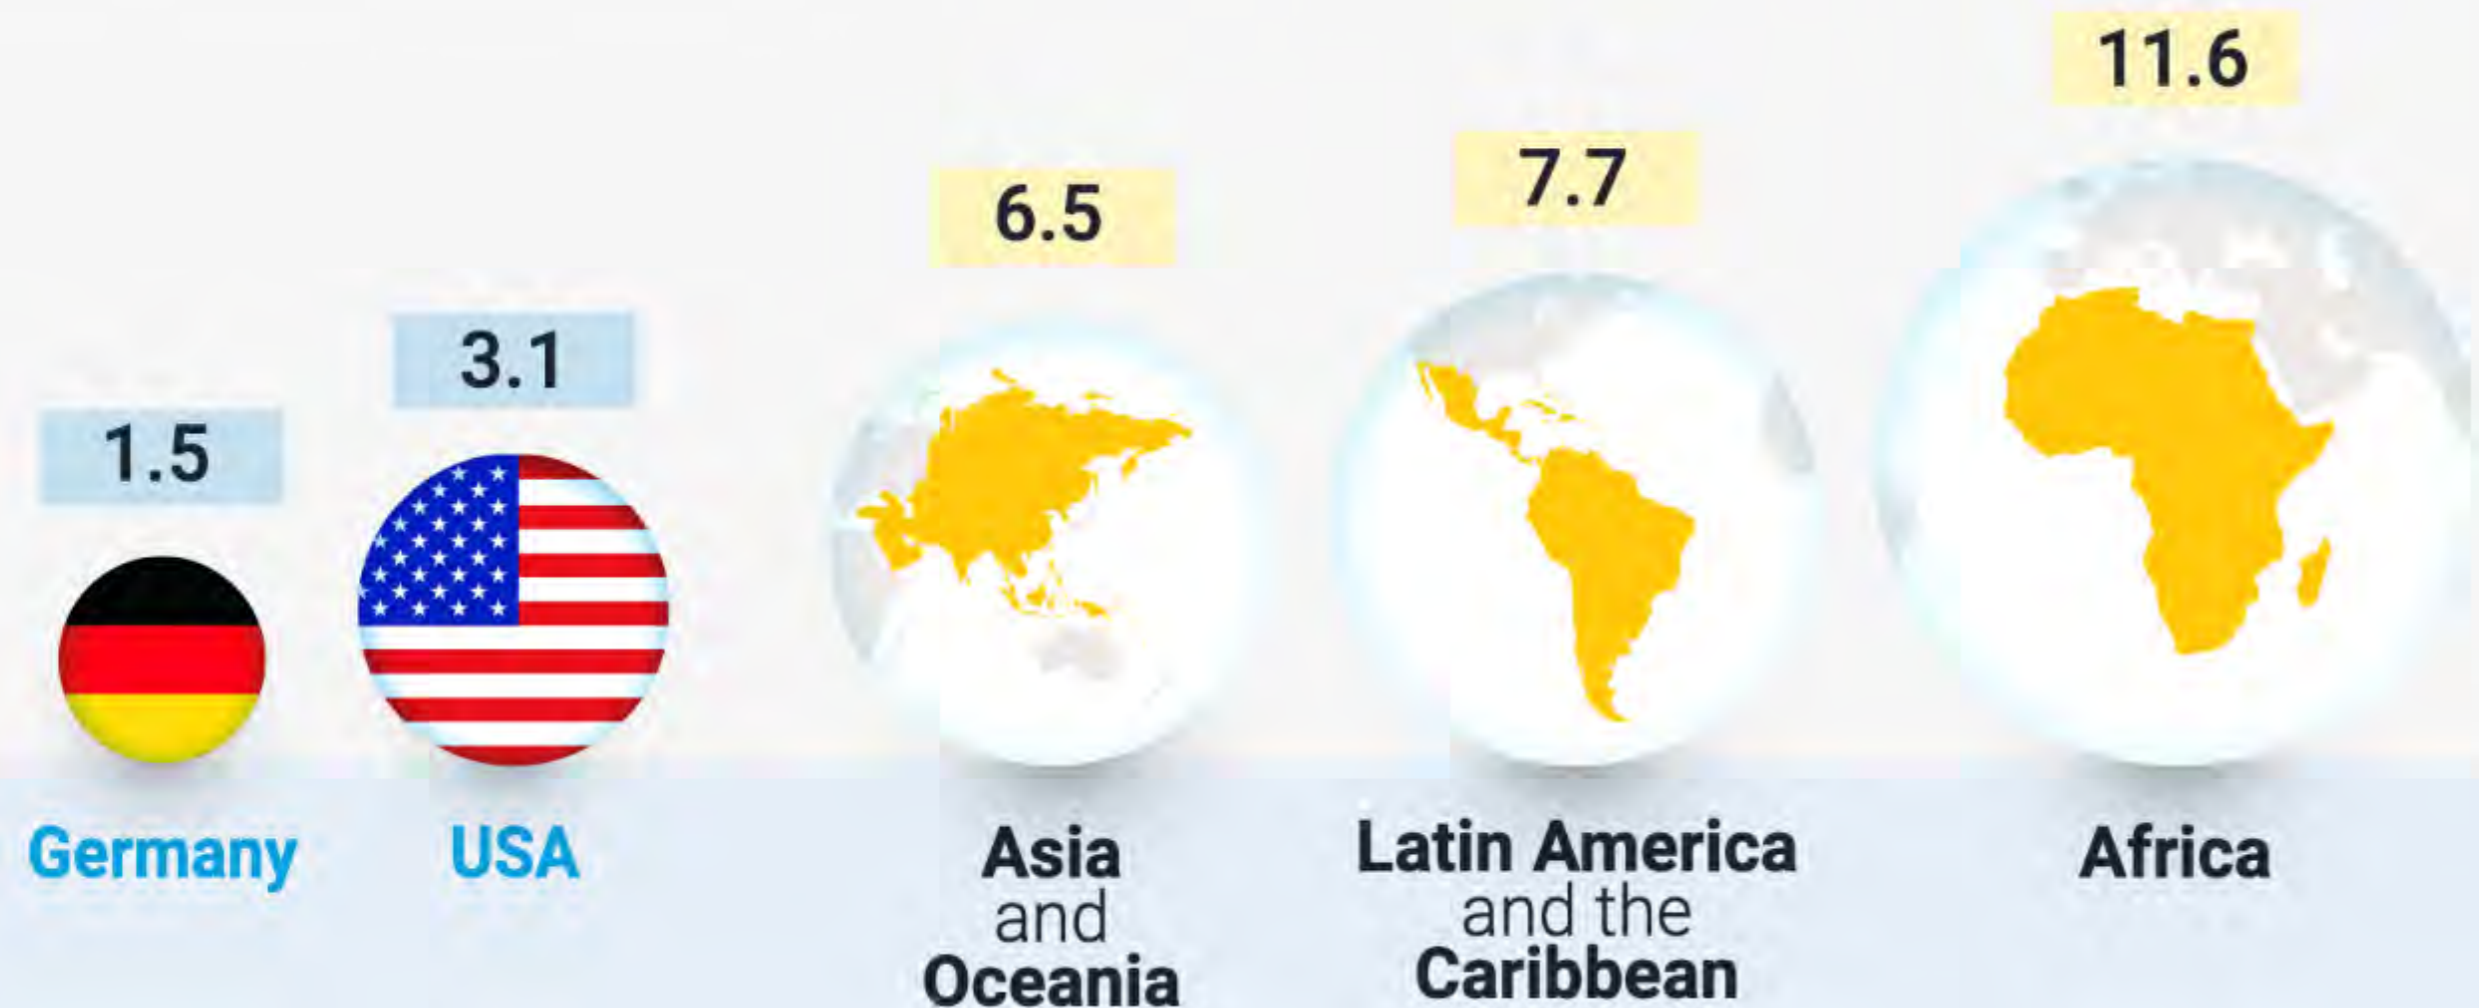 1.5
3.1
6.5
7.7
11.6
Germany
USA
Asia
and
Oceania
Latin America
and the
Caribbean
Africa